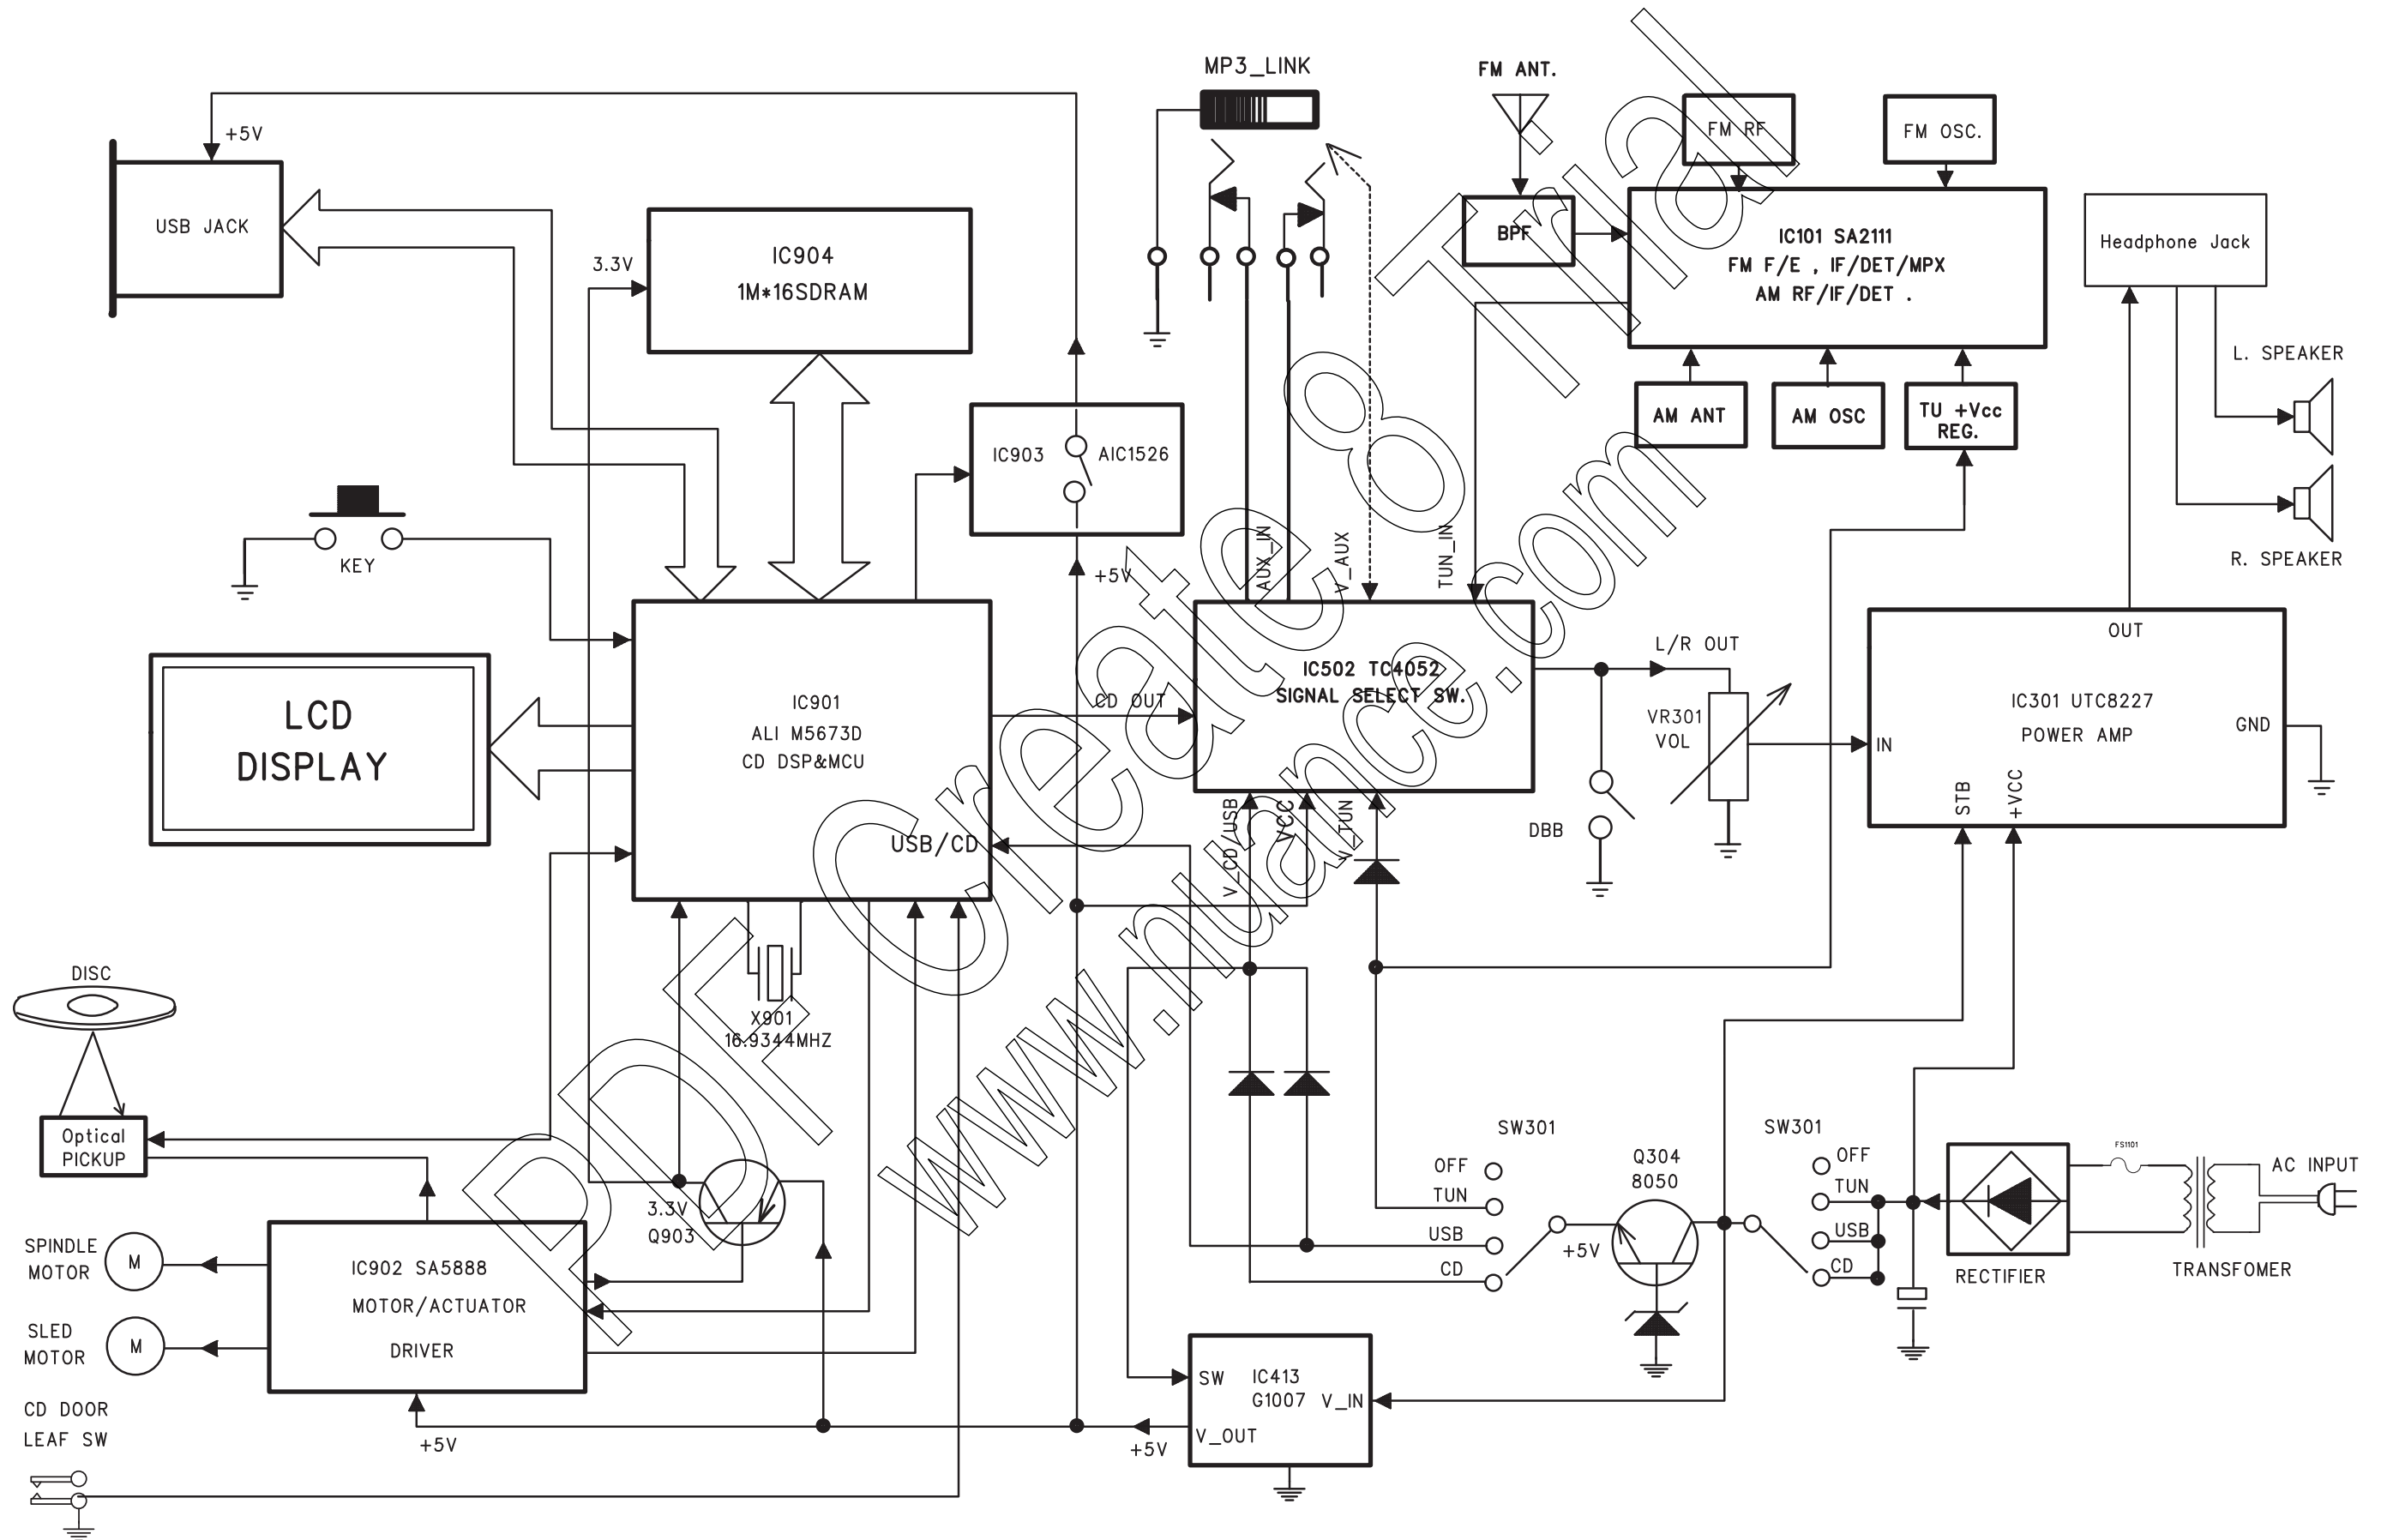 MP3_LINK
FM ANT.
FM RF
FM OSC.
+5V
USB JACK
IC904
1M*16SDRAM
3.3V
BPF
IC101 SA2111
FM F/E , IF/DET/MPX
AM RF/IF/DET .
Headphone Jack
L. SPEAKER
AM ANT
AM OSC
TU +Vcc
REG.
IC903
AIC1526
KEY
+5V
AUX_IN
V_AUX
TUN_IN
R. SPEAKER
LCD
DISPLAY
IC901
ALI M5673D
CD DSP&MCU
USB/CD
CD OUT
IC502 TC4052
SIGNAL SELECT SW.
V_CD/USB
VCC
V_TUN
L/R OUT
VR301
VOL
DBB
OUT
IC301 UTC8227
POWER AMP
GND
IN
STB
+VCC
DISC
X901
16.9344MHZ
Optical
PICKUP
3.3V
Q903
SPINDLE
MOTOR
M
SLED
MOTOR
M
IC902 SA5888
MOTOR/ACTUATOR
DRIVER
CD DOOR
LEAF SW
+5V
SW
IC413
G1007
V_IN
V_OUT
+5V
SW301
OFF
TUN
USB
CD
+5V
Q304
8050
SW301
OFF
TUN
USB
CD
RECTIFIER
FS1101
TRANSFOMER
AC INPUT
PDF Create 8 Trial
www.nuance.com